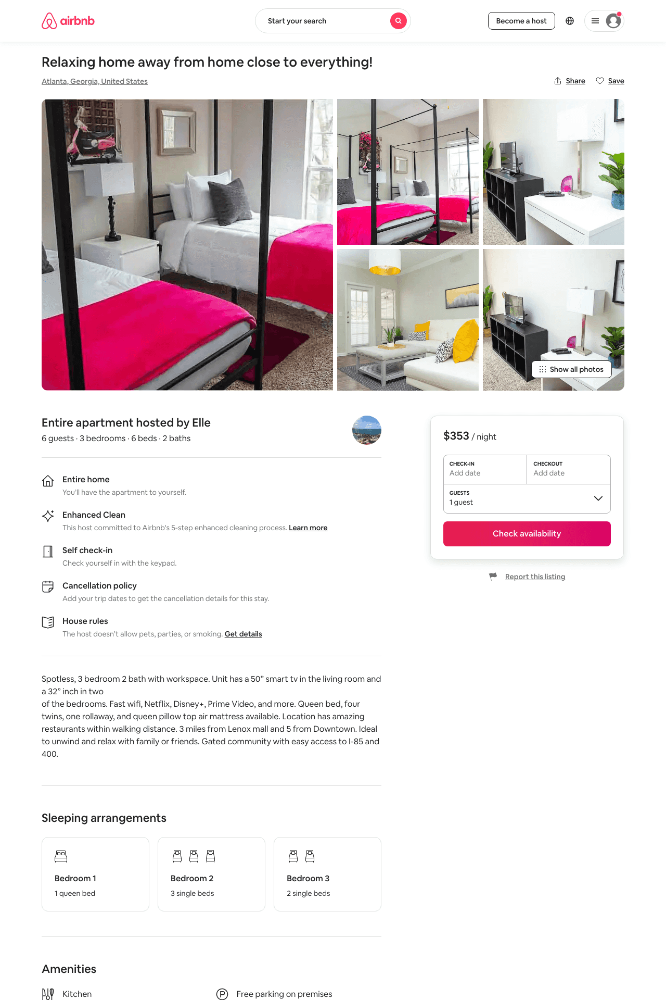 airbnb
Start your search
Become a host
Relaxing home away from home close to everything!
Atlanta, Georgia, United States
Share
Save
Show all photos
Entire apartment hosted by Elle
6 guests · 3 bedrooms · 6 beds · 2 baths
Entire home
You’ll have the apartment to yourself.
Enhanced Clean
This host committed to Airbnb's 5-step enhanced cleaning process. Learn more
Self check-in
Check yourself in with the keypad.
Cancellation policy
Add your trip dates to get the cancellation details for this stay.
House rules
The host doesn’t allow pets, parties, or smoking. Get details
$353 / night
CHECK-IN
Add date
CHECKOUT
Add date
GUESTS
1 guest
Check availability
Report this listing
Spotless, 3 bedroom 2 bath with workspace. Unit has a 50” smart tv in the living room and
a 32” inch in two
of the bedrooms. Fast wifi, Netflix, Disney+, Prime Video, and more. Queen bed, four
twins, one rollaway, and queen pillow top air mattress available. Location has amazing
restaurants within walking distance. 3 miles from Lenox mall and 5 from Downtown. Ideal
to unwind and relax with family or friends. Gated community with easy access to I-85 and
400.
Sleeping arrangements
Bedroom 1
1 queen bed
Bedroom 2
3 single beds
Bedroom 3
2 single beds
Amenities
Kitchen
Free parking on premises